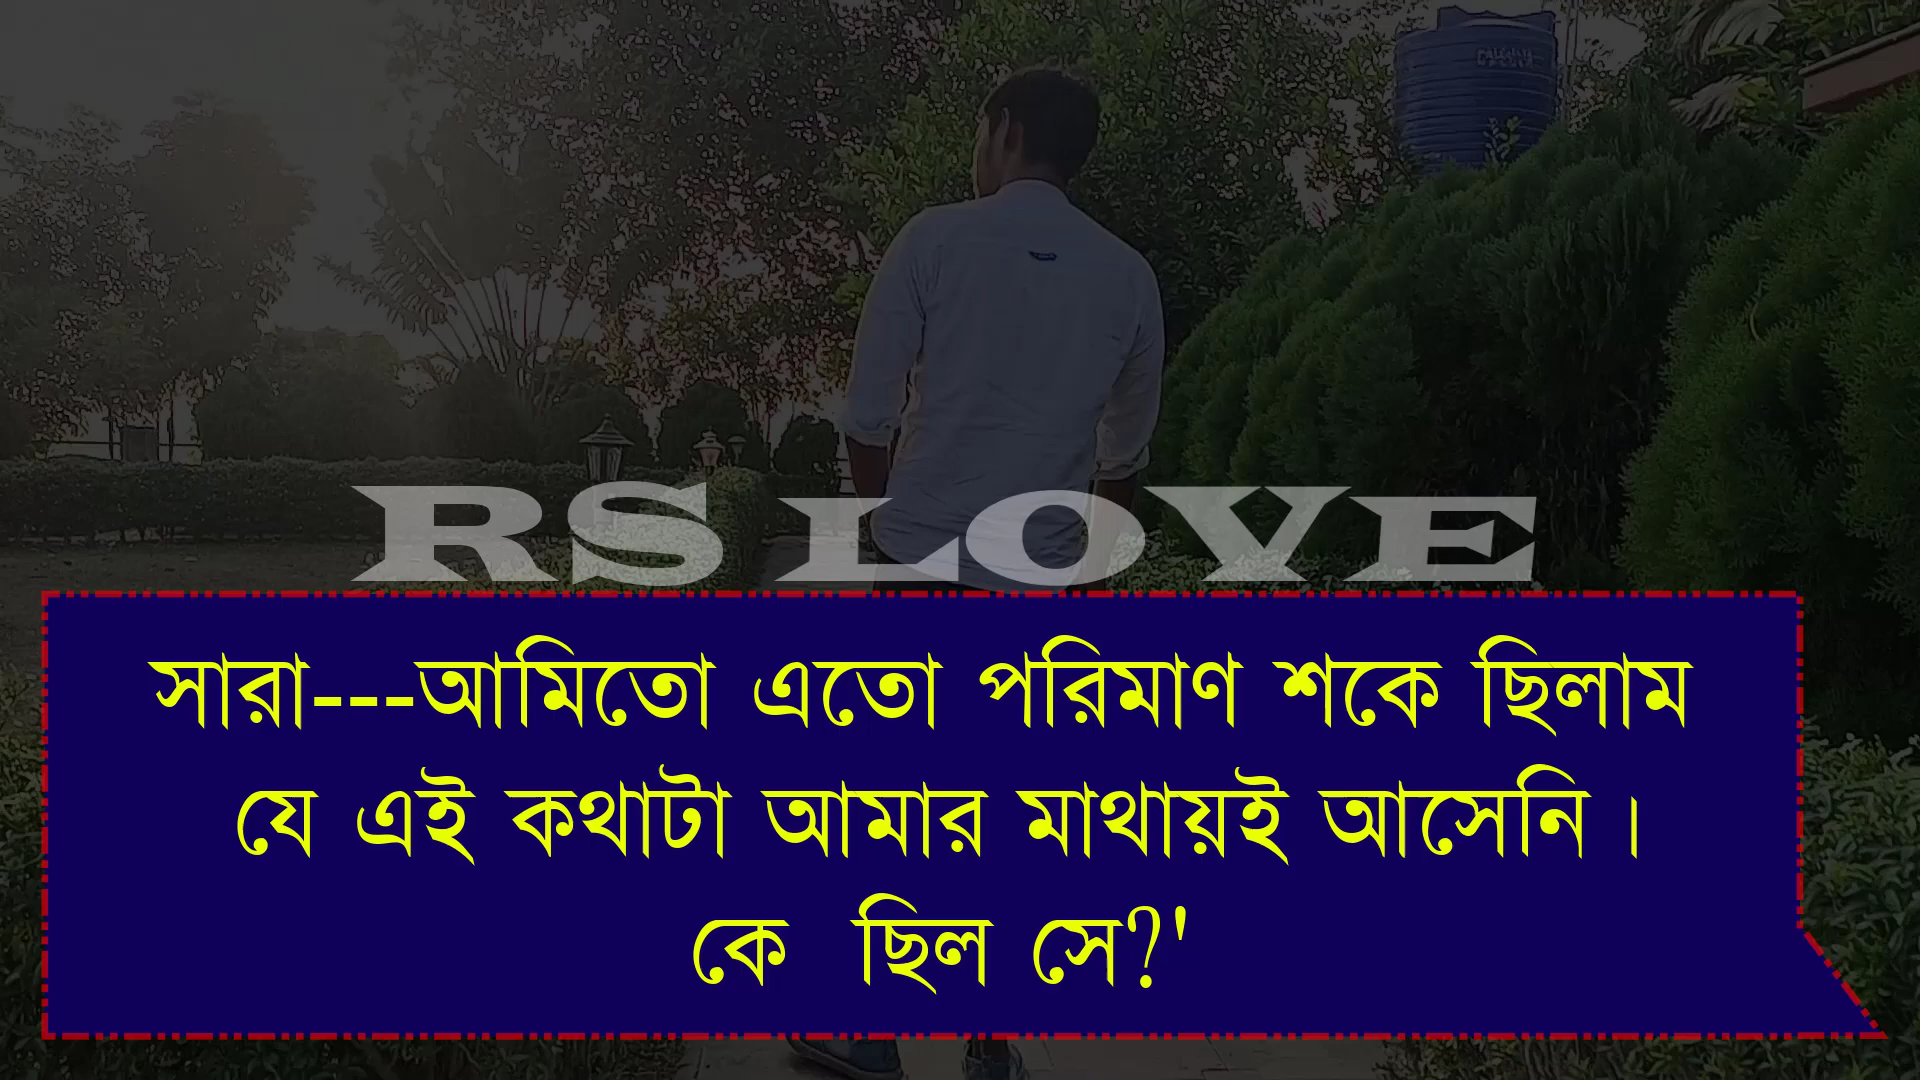 RS LOVE
সারা---আমিতো এতো পরিমাণ শকে ছিলাম
যে এই কথাটা আমার মাথায়ই আসেনি ।
কে ছিল সে?'